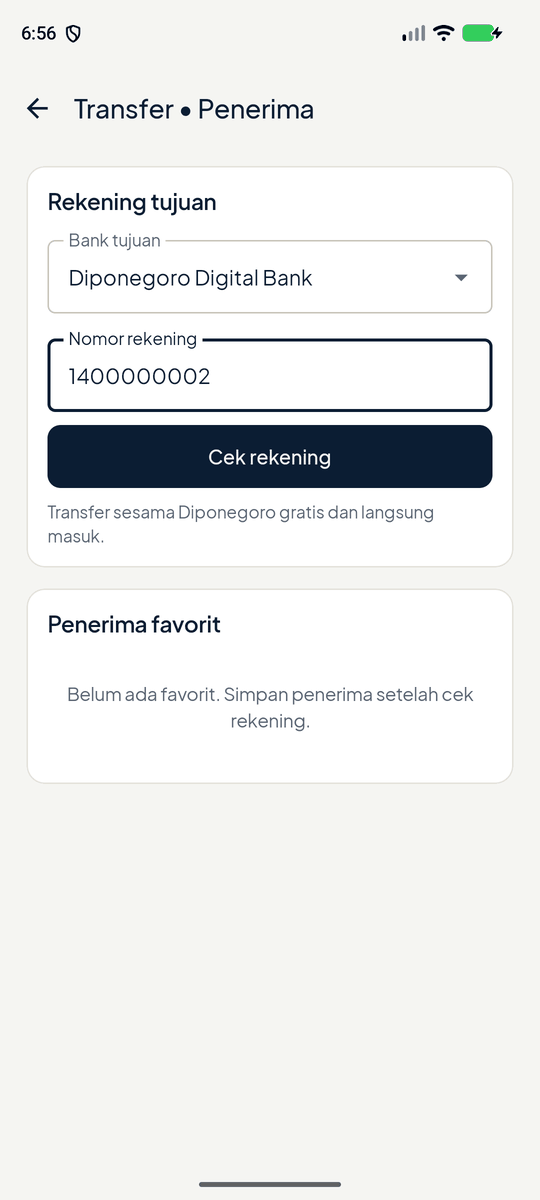 6:56
Transfer • Penerima
Rekening tujuan
Bank tujuan
Diponegoro Digital Bank
Nomor rekening
1400000002
Cek rekening
Transfer sesama Diponegoro gratis dan langsung
masuk.
Penerima favorit
Belum ada favorit. Simpan penerima setelah cek
rekening.